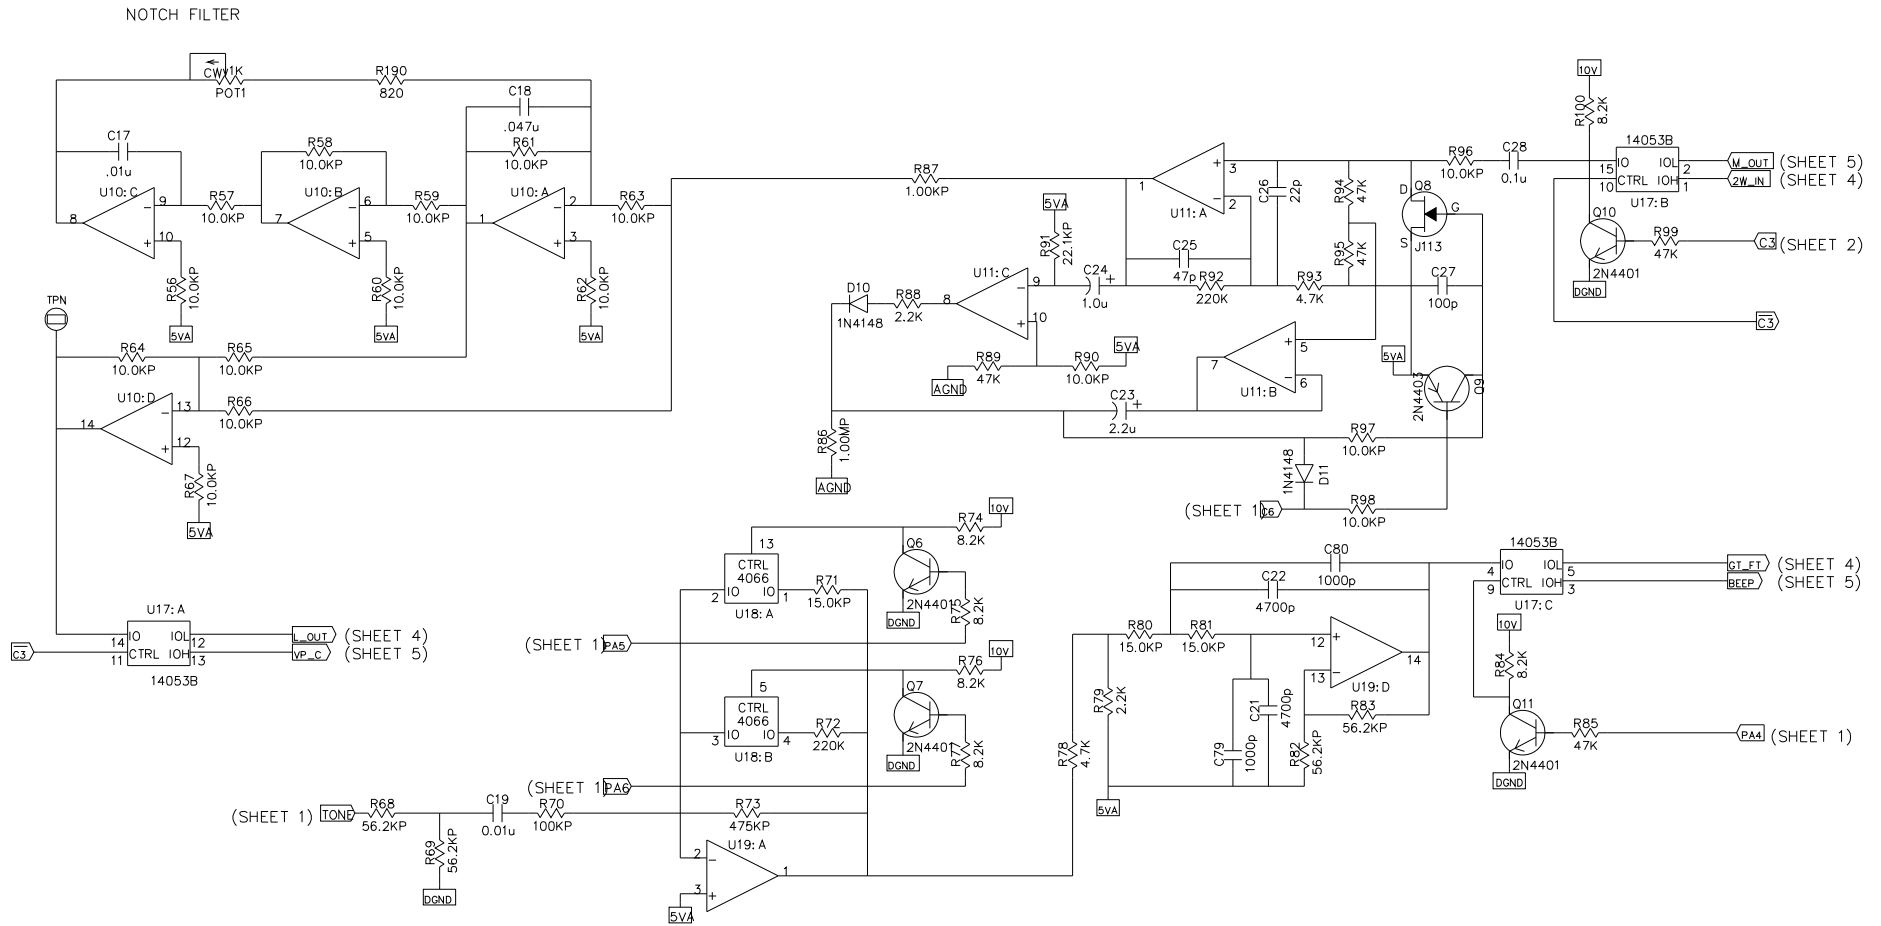 NOTCH FILTER
CW 1K
POT1
R190
820
C18
.047u
C17
.01u
R58
10.0KP
R61
10.0KP
U10:C
9
8
10
R57
10.0KP
U10:B
6
7
5
R59
10.0KP
U10:A
2
1
3
R63
10.0KP
R56
10.0KP
5VA
R60
10.0KP
5VA
R62
10.0KP
5VA
TPN
R64
10.0KP
R65
10.0KP
U10:D
13
14
12
R66
10.0KP
R67
10.0KP
5VA
U17:A
IO
IOL
14
12
CTRL
IOH
11
13
14053B
C3
L_OUT
(SHEET 4)
VP_C
(SHEET 5)
R87
1.00KP
U11:A
3
1
2
C26
22p
R94
47K
R95
47K
D
Q8
G
S
J113
R96
10.0KP
C28
0.1u
10V
R100
8.2K
14053B
IO
IOL
15
2
CTRL
IOH
10
1
U17:B
M_OUT
(SHEET 5)
2W_IN
(SHEET 4)
Q10
2N4401
DGND
R99
47K
C3
(SHEET 2)
C3
5VA
R91
22.1KP
C25
47p
R92
220K
R93
4.7K
C27
100p
C24
1.0u
U11:C
9
8
10
D10
1N4148
R88
2.2K
R89
47K
AGND
R90
10.0KP
5VA
U11:B
5
7
6
5VA
2N4403
Q9
C23
2.2u
R86
1.00MP
AGND
R97
10.0KP
1N4148
D11
(SHEET 1)
C6
R98
10.0KP
10V
R74
8.2K
13
CTRL
4066
IO
IO
2
1
U18:A
R71
15.0KP
Q6
2N4401
DGND
R75
8.2K
(SHEET 1)
PA5
10V
R76
8.2K
5
CTRL
4066
IO
IO
3
4
U18:B
R72
220K
Q7
2N4401
DGND
R77
8.2K
(SHEET 1)
PA6
(SHEET 1)
TONE
R68
56.2KP
C19
0.01u
R70
100KP
R73
475KP
R69
56.2KP
DGND
U19:A
2
1
3
5VA
R78
4.7K
C80
1000p
C22
4700p
R80
15.0KP
R81
15.0KP
R79
2.2K
5VA
C79
1000p
C21
4700p
R82
56.2KP
12
14
13
U19:D
R83
56.2KP
14053B
IO
IOL
4
5
CTRL
IOH
9
3
U17:C
GT_FT
(SHEET 4)
BEEP
(SHEET 5)
10V
R84
8.2K
Q11
2N4401
DGND
R85
47K
PA4
(SHEET 1)